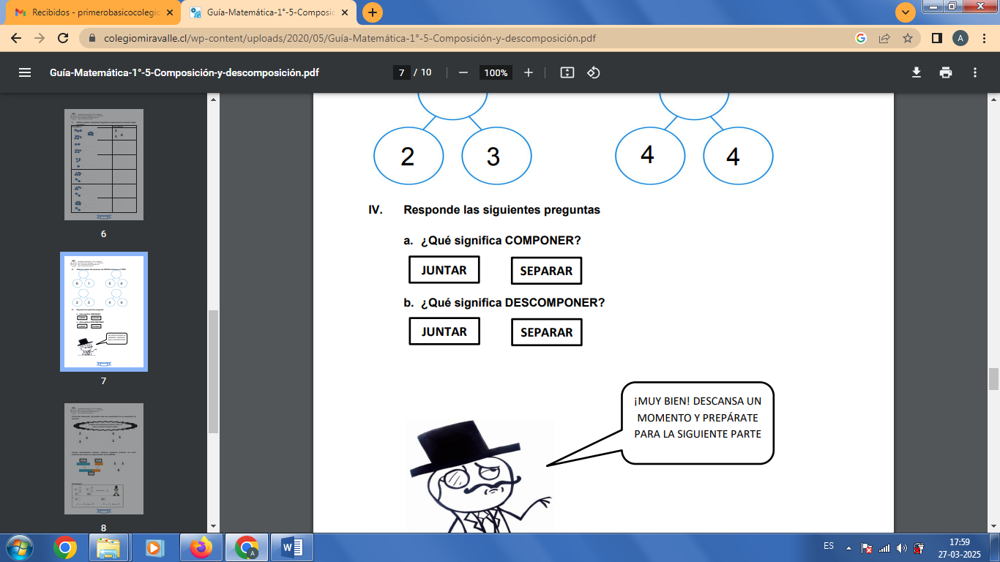 Recibidos - primerobasicocolegic
Guía-Matemática-1°-5-Composic
colegiomiravalle.cl/wp-content/uploads/2020/05/Guía-Matemática-1°-5-Composición-y-descomposición.pdf
A
Guía-Matemática-1°-5-Composición-y-descomposición.pdf
7 / 10
100%
6
7
8
2 3 4 4
IV. Responde las siguientes preguntas
a. ¿Qué significa COMPONER?
JUNTAR SEPARAR
b. ¿Qué significa DESCOMPONER?
JUNTAR SEPARAR
¡MUY BIEN! DESCANSA UN
MOMENTO Y PREPÁRATE
PARA LA SIGUIENTE PARTE
ES
17:59
27-03-2025